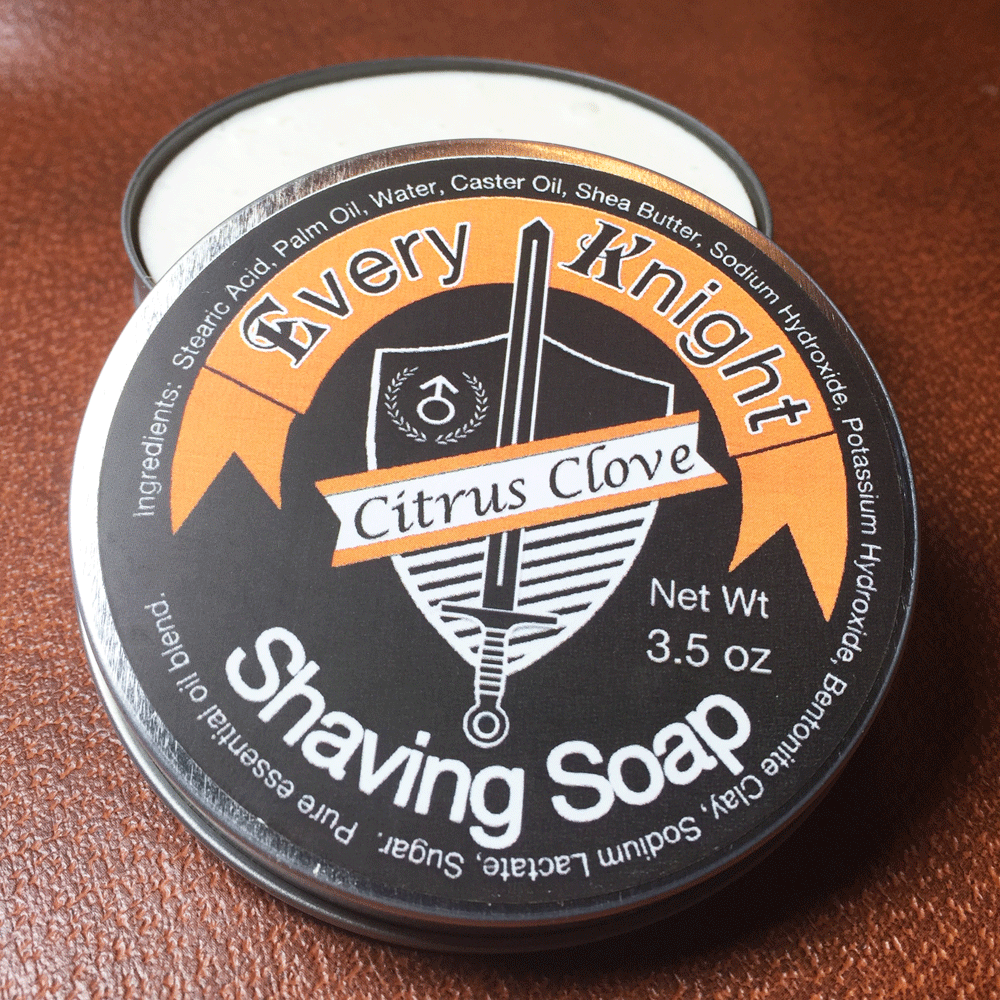 Ingredients: Stearic Acid, Palm Oil, Water, Caster Oil, Shea Butter, Sodium Hydroxide, Potassium Hydroxide, Bentonite Clay, Sodium Lactate, Sugar. Pure essential oil blend.
Every Knight
Citrus Clove
Net Wt
3.5 oz
Shaving Soap